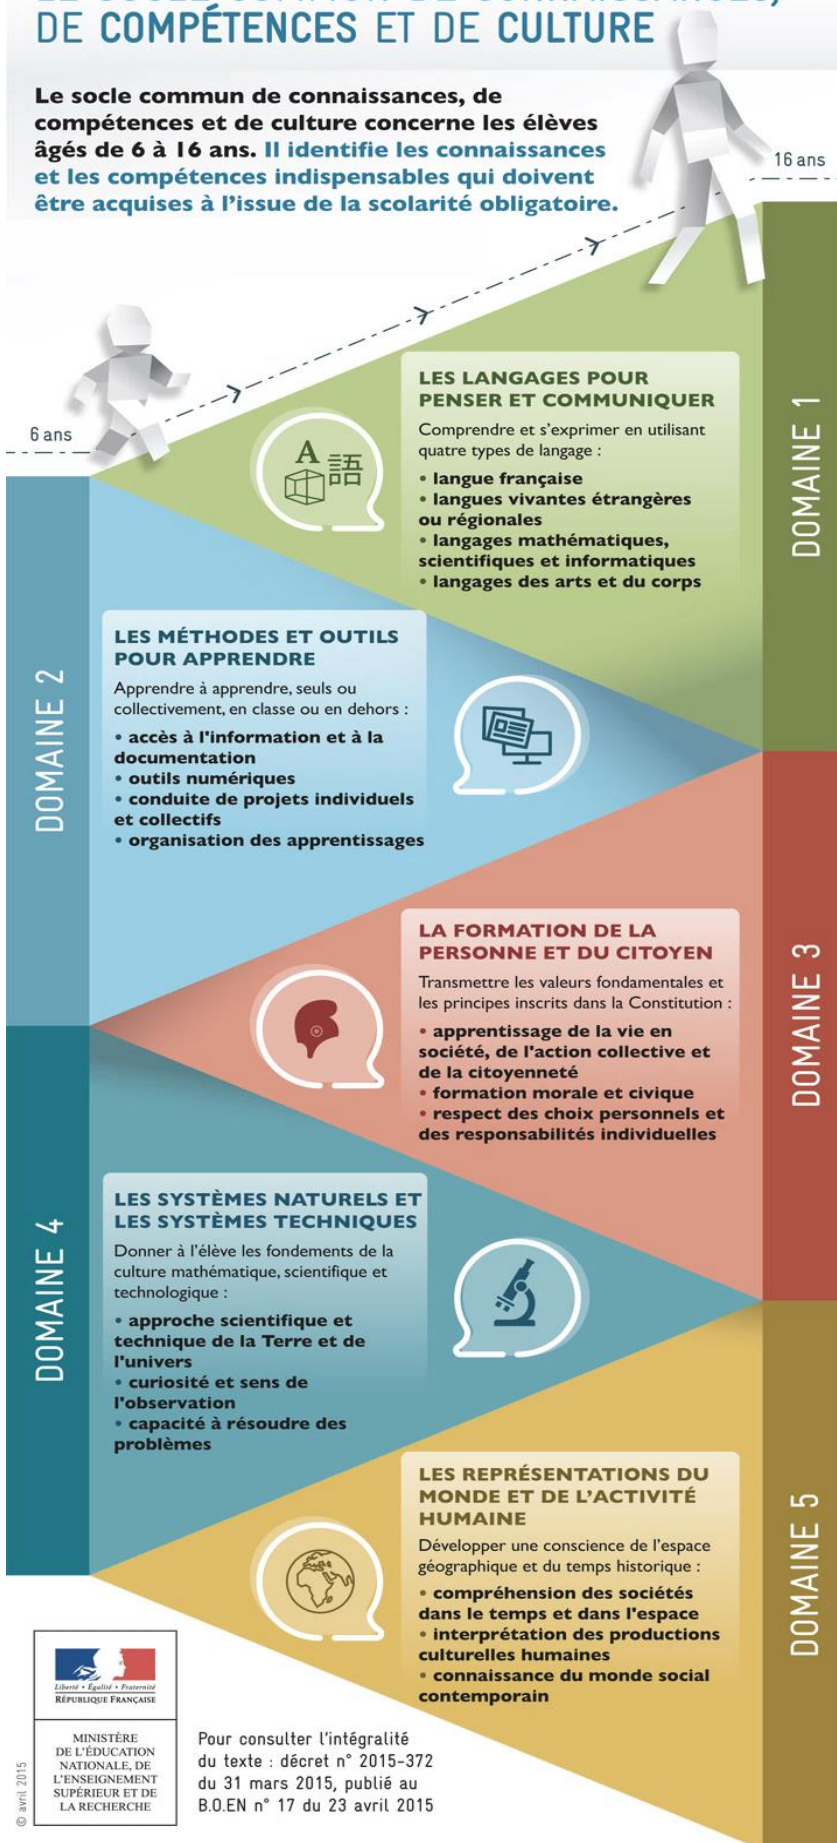 DE COMPÉTENCES ET DE CULTURE
Le socle commun de connaissances, de
compétences et de culture concerne les élèves
âgés de 6 à 16 ans. Il identifie les connaissances
et les compétences indispensables qui doivent
être acquises à l'issue de la scolarité obligatoire.
16 ans
6 ans
DOMAINE 1
LES LANGAGES POUR
PENSER ET COMMUNIQUER
Comprendre et s'exprimer en utilisant
quatre types de langage :
• langue française
• langues vivantes étrangères
ou régionales
• langages mathématiques,
scientifiques et informatiques
• langages des arts et du corps
A 語
DOMAINE 2
LES MÉTHODES ET OUTILS
POUR APPRENDRE
Apprendre à apprendre, seuls ou
collectivement, en classe ou en dehors :
• accès à l'information et à la
documentation
• outils numériques
• conduite de projets individuels
et collectifs
• organisation des apprentissages
DOMAINE 3
LA FORMATION DE LA
PERSONNE ET DU CITOYEN
Transmettre les valeurs fondamentales et
les principes inscrits dans la Constitution :
• apprentissage de la vie en
société, de l'action collective et
de la citoyenneté
• formation morale et civique
• respect des choix personnels et
des responsabilités individuelles
DOMAINE 4
LES SYSTÈMES NATURELS ET
LES SYSTÈMES TECHNIQUES
Donner à l'élève les fondements de la
culture mathématique, scientifique et
technologique :
• approche scientifique et
technique de la Terre et de
l'univers
• curiosité et sens de
l'observation
• capacité à résoudre des
problèmes
DOMAINE 5
LES REPRÉSENTATIONS DU
MONDE ET DE L'ACTIVITÉ
HUMAINE
Développer une conscience de l'espace
géographique et du temps historique :
• compréhension des sociétés
dans le temps et dans l'espace
• interprétation des productions
culturelles humaines
• connaissance du monde social
contemporain
Liberté • Égalité • Fraternité
RÉPUBLIQUE FRANÇAISE
MINISTÈRE
DE L'ÉDUCATION
NATIONALE, DE
L'ENSEIGNEMENT
SUPÉRIEUR ET DE
LA RECHERCHE
© avril 2015
Pour consulter l'intégralité
du texte : décret n° 2015-372
du 31 mars 2015, publié au
B.O.EN n° 17 du 23 avril 2015